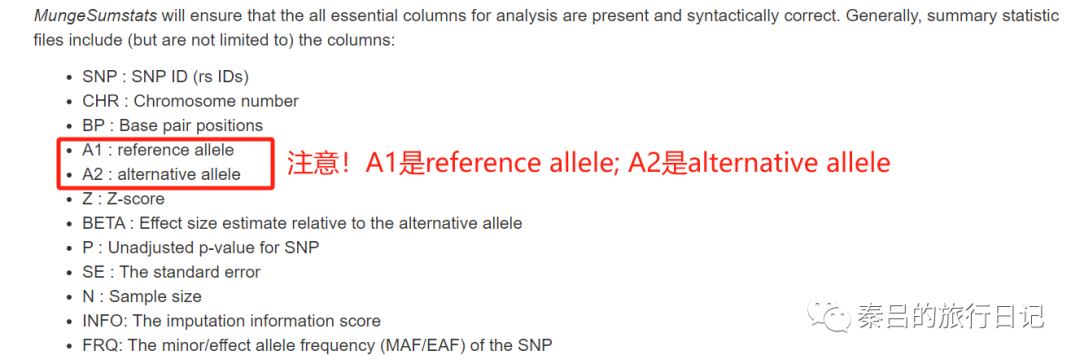 MungeSumstats will ensure that the all essential columns for analysis are present and syntactically correct. Generally, summary statistic
files include (but are not limited to) the columns:
• SNP : SNP ID (rs IDs)
• CHR : Chromosome number
• BP : Base pair positions
• A1 : reference allele
• A2 : alternative allele
注意！A1是reference allele; A2是alternative allele
• Z : Z-score
• BETA : Effect size estimate relative to the alternative allele
• P : Unadjusted p-value for SNP
• SE : The standard error
• N : Sample size
• INFO: The imputation information score
• FRQ: The minor/effect allele frequency (MAF/EAF) of the SNP
秦吕的旅行日记